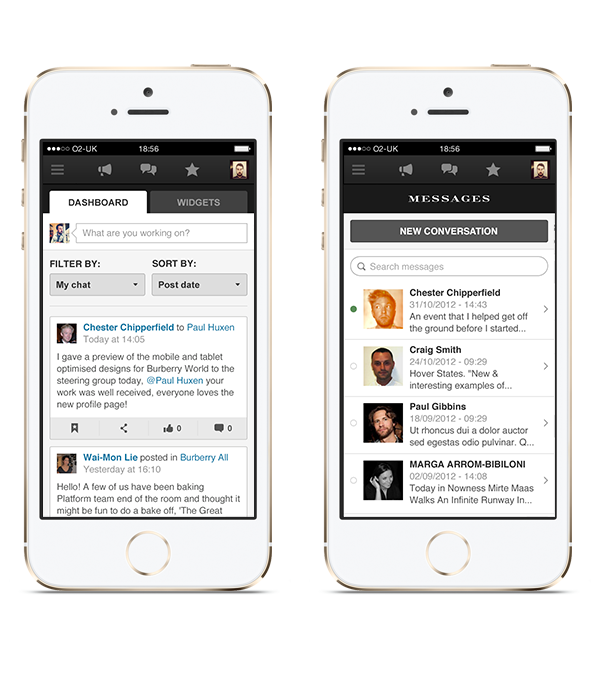 O2-UK 18:56
DASHBOARD WIDGETS
What are you working on?
FILTER BY: SORT BY:
My chat Post date
Chester Chipperfield to Paul Huxen
Today at 14:05
I gave a preview of the mobile and tablet
optimised designs for Burberry World to the
steering group today, @Paul Huxen your
work was well received, everyone loves the
new profile page!
0 0
Wai-Mon Lie posted in Burberry All
Yesterday at 16:10
Hello! A few of us have been baking
Platform team end of the room and thought it
might be fun to do a bake off, 'The Great
O2-UK 18:56
MESSAGES
NEW CONVERSATION
Search messages
Chester Chipperfield
31/10/2012 - 14:43
An event that I helped get off
the ground before I started...
Craig Smith
24/10/2012 - 09:29
Hover States. "New &
interesting examples of...
Paul Gibbins
18/09/2012 - 09:29
Ut rhoncus dui a dolor auctor
sed egestas odio pulvinar. Q...
MARGA ARROM-BIBILONI
02/09/2012 - 14:08
Today in Nowness Mirte Maas
Walks An Infinite Runway In...